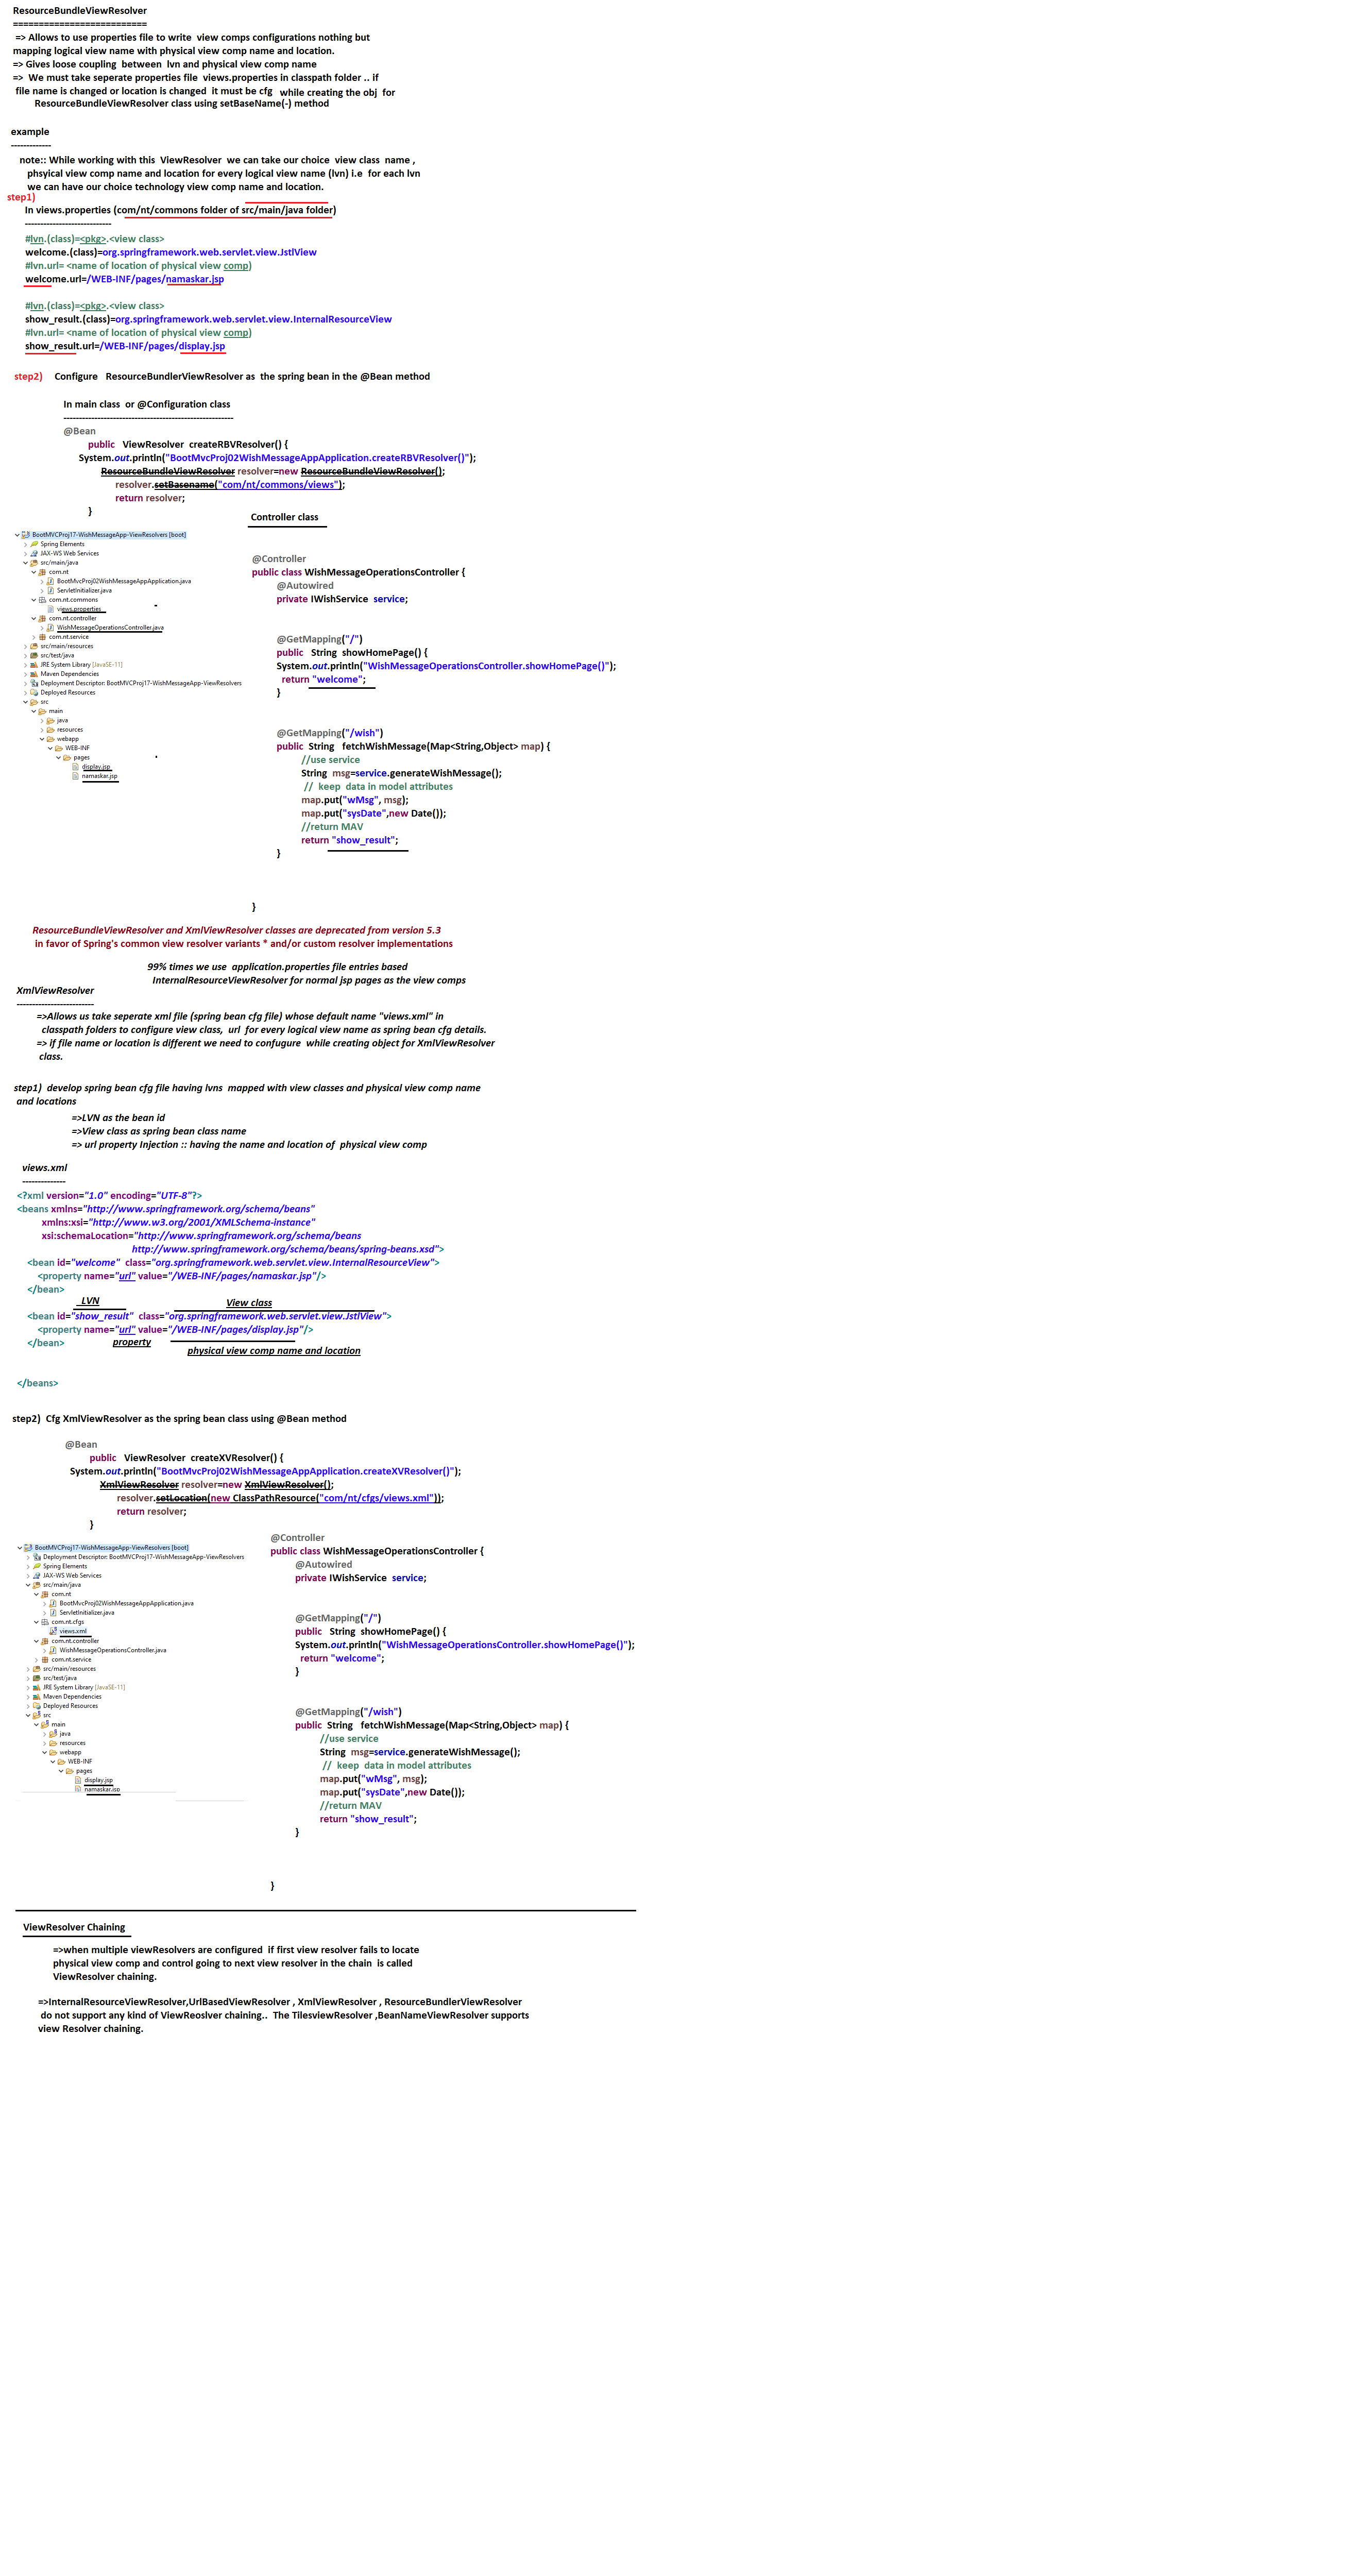 ResourceBundleViewResolver
==========================
=> Allows to use properties file to write view comps configurations nothing but
mapping logical view name with physical view comp name and location.
=> Gives loose coupling between lvn and physical view comp name
=> We must take seperate properties file views.properties in classpath folder .. if
file name is changed or location is changed it must be cfg while creating the obj for
ResourceBundleViewResolver class using setBaseName(-) method
example
-------------
note:: While working with this ViewResolver we can take our choice view class name ,
phsyical view comp name and location for every logical view name (lvn) i.e for each lvn
we can have our choice technology view comp name and location.
step1)
In views.properties (com/nt/commons folder of src/main/java folder)
----------------------------
#lvn.(class)=<pkg>.<view class>
welcome.(class)=org.springframework.web.servlet.view.JstlView
#lvn.url= <name of location of physical view comp)
welcome.url=/WEB-INF/pages/namaskar.jsp
#lvn.(class)=<pkg>.<view class>
show_result.(class)=org.springframework.web.servlet.view.InternalResourceView
#lvn.url= <name of location of physical view comp)
show_result.url=/WEB-INF/pages/display.jsp
step2) Configure ResourceBundlerViewResolver as the spring bean in the @Bean method
In main class or @Configuration class
-------------------------------------------------------
@Bean
public ViewResolver createRBVResolver() {
System.out.println("BootMvcProj02WishMessageAppApplication.createRBVResolver()");
ResourceBundleViewResolver resolver=new ResourceBundleViewResolver();
resolver.setBasename("com/nt/commons/views");
return resolver;
}
BootMVCProj17-WishMessageApp-ViewResolvers [boot]
Spring Elements
JAX-WS Web Services
src/main/java
com.nt
BootMvcProj02WishMessageAppApplication.java
ServletInitializer.java
com.nt.commons
views.properties
com.nt.controller
WishMessageOperationsController.java
com.nt.service
src/main/resources
src/test/java
JRE System Library [JavaSE-11]
Maven Dependencies
Deployment Descriptor: BootMVCProj17-WishMessageApp-ViewResolvers
Deployed Resources
src
main
java
resources
webapp
WEB-INF
pages
display.jsp
namaskar.jsp
Controller class
@Controller
public class WishMessageOperationsController {
@Autowired
private IWishService service;
@GetMapping("/")
public String showHomePage() {
System.out.println("WishMessageOperationsController.showHomePage()");
return "welcome";
}
@GetMapping("/wish")
public String fetchWishMessage(Map<String,Object> map) {
//use service
String msg=service.generateWishMessage();
// keep data in model attributes
map.put("wMsg", msg);
map.put("sysDate",new Date());
//return MAV
return "show_result";
}
}
ResourceBundleViewResolver and XmlViewResolver classes are deprecated from version 5.3
in favor of Spring's common view resolver variants * and/or custom resolver implementations
99% times we use application.properties file entries based
InternalResourceViewResolver for normal jsp pages as the view comps
XmlViewResolver
-------------------------
=>Allows us take seperate xml file (spring bean cfg file) whose default name "views.xml" in
classpath folders to configure view class, url for every logical view name as spring bean cfg details.
=> if file name or location is different we need to confugure while creating object for XmlViewResolver
class.
step1) develop spring bean cfg file having lvns mapped with view classes and physical view comp name
and locations
=>LVN as the bean id
=>View class as spring bean class name
=> url property Injection :: having the name and location of physical view comp
views.xml
--------------
<?xml version="1.0" encoding="UTF-8"?>
<beans xmlns="http://www.springframework.org/schema/beans"
xmlns:xsi="http://www.w3.org/2001/XMLSchema-instance"
xsi:schemaLocation="http://www.springframework.org/schema/beans
http://www.springframework.org/schema/beans/spring-beans.xsd">
<bean id="welcome" class="org.springframework.web.servlet.view.InternalResourceView">
<property name="url" value="/WEB-INF/pages/namaskar.jsp"/>
</bean>
LVN View class
<bean id="show_result" class="org.springframework.web.servlet.view.JstlView">
<property name="url" value="/WEB-INF/pages/display.jsp"/>
</bean> property
physical view comp name and location
</beans>
step2) Cfg XmlViewResolver as the spring bean class using @Bean method
@Bean
public ViewResolver createXVResolver() {
System.out.println("BootMvcProj02WishMessageAppApplication.createXVResolver()");
XmlViewResolver resolver=new XmlViewResolver();
resolver.setLocation(new ClassPathResource("com/nt/cfgs/views.xml"));
return resolver;
}
BootMVCProj17-WishMessageApp-ViewResolvers [boot]
Deployment Descriptor: BootMVCProj17-WishMessageApp-ViewResolvers
Spring Elements
JAX-WS Web Services
src/main/java
com.nt
BootMvcProj02WishMessageAppApplication.java
ServletInitializer.java
com.nt.cfgs
views.xml
com.nt.controller
WishMessageOperationsController.java
com.nt.service
src/main/resources
src/test/java
JRE System Library [JavaSE-11]
Maven Dependencies
Deployed Resources
src
main
java
resources
webapp
WEB-INF
pages
display.jsp
namaskar.jsp
@Controller
public class WishMessageOperationsController {
@Autowired
private IWishService service;
@GetMapping("/")
public String showHomePage() {
System.out.println("WishMessageOperationsController.showHomePage()");
return "welcome";
}
@GetMapping("/wish")
public String fetchWishMessage(Map<String,Object> map) {
//use service
String msg=service.generateWishMessage();
// keep data in model attributes
map.put("wMsg", msg);
map.put("sysDate",new Date());
//return MAV
return "show_result";
}
}
ViewResolver Chaining
=>when multiple viewResolvers are configured if first view resolver fails to locate
physical view comp and control going to next view resolver in the chain is called
ViewResolver chaining.
=>InternalResourceViewResolver,UrlBasedViewResolver , XmlViewResolver , ResourceBundlerViewResolver
do not support any kind of ViewReoslver chaining.. The TilesviewResolver ,BeanNameViewResolver supports
view Resolver chaining.